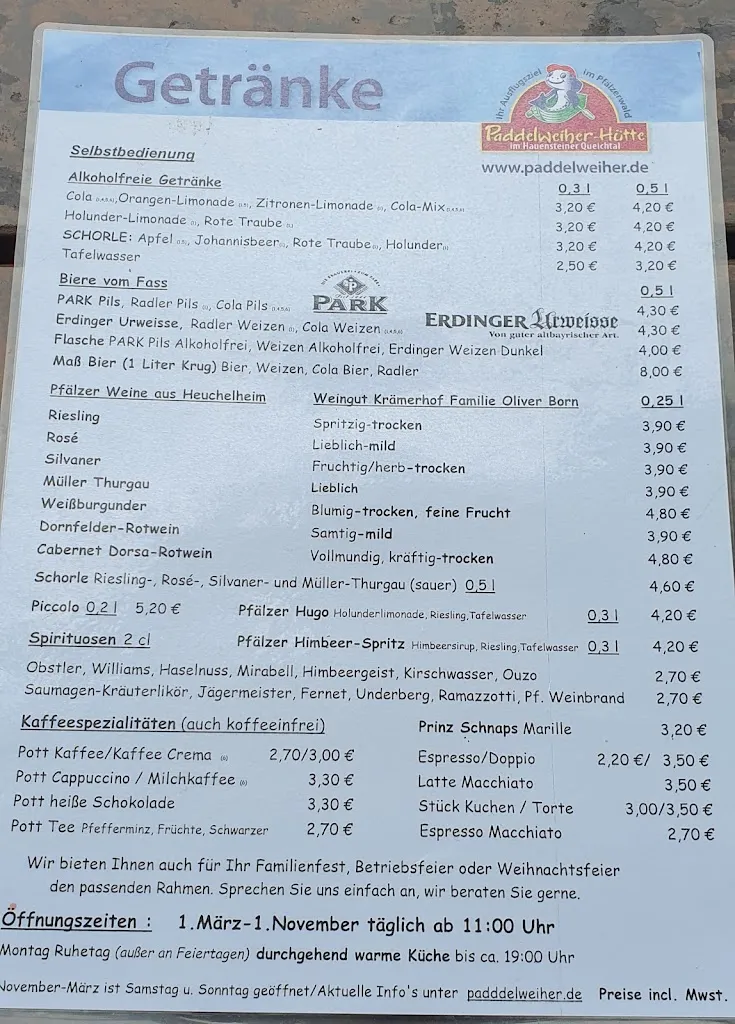 Getränke
Ihr Ausflugsziel im Pfälzerwald
Paddelweiher-Hütte
im Hauensteiner Queichtal
www.paddelweiher.de
Selbstbedienung
Alkoholfreie Getränke 0,3 l 0,5 l
Cola, Orangen-Limonade, Zitronen-Limonade, Cola-Mix 3,20 € 4,20 €
Holunder-Limonade, Rote Traube 3,20 € 4,20 €
SCHORLE: Apfel, Johannisbeer, Rote Traube, Holunder 3,20 € 4,20 €
Tafelwasser 2,50 € 3,20 €
Biere vom Fass 0,5 l
PARK
ERDINGER Urweisse
Von guter altbayrischer Art.
PARK Pils, Radler Pils, Cola Pils 4,30 €
Erdinger Urweisse, Radler Weizen, Cola Weizen 4,30 €
Flasche PARK Pils Alkoholfrei, Weizen Alkoholfrei, Erdinger Weizen Dunkel 4,00 €
Maß Bier (1 Liter Krug) Bier, Weizen, Cola Bier, Radler 8,00 €
Pfälzer Weine aus Heuchelheim Weingut Krämerhof Familie Oliver Born 0,25 l
Riesling Spritzig-trocken 3,90 €
Rosé Lieblich-mild 3,90 €
Silvaner Fruchtig/herb-trocken 3,90 €
Müller Thurgau Lieblich 3,90 €
Weißburgunder Blumig-trocken, feine Frucht 4,80 €
Dornfelder-Rotwein Samtig-mild 3,90 €
Cabernet Dorsa-Rotwein Vollmundig, kräftig-trocken 4,80 €
Schorle Riesling-, Rosé-, Silvaner- und Müller-Thurgau (sauer) 0,5 l 4,60 €
Piccolo 0,2 l 5,20 € Pfälzer Hugo Holunderlimonade, Riesling,Tafelwasser 0,3 l 4,20 €
Spirituosen 2 cl Pfälzer Himbeer-Spritz Himbeersirup, Riesling,Tafelwasser 0,3 l 4,20 €
Obstler, Williams, Haselnuss, Mirabell, Himbeergeist, Kirschwasser, Ouzo 2,70 €
Saumagen-Kräuterlikör, Jägermeister, Fernet, Underberg, Ramazzotti, Pf. Weinbrand 2,70 €
Kaffeespezialitäten (auch koffeeinfrei) Prinz Schnaps Marille 3,20 €
Pott Kaffee/Kaffee Crema 2,70/3,00 € Espresso/Doppio 2,20 €/ 3,50 €
Pott Cappuccino / Milchkaffee 3,30 € Latte Macchiato 3,50 €
Pott heiße Schokolade 3,30 € Stück Kuchen / Torte 3,00/3,50 €
Pott Tee Pfefferminz, Früchte, Schwarzer 2,70 € Espresso Macchiato 2,70 €
Wir bieten Ihnen auch für Ihr Familienfest, Betriebsfeier oder Weihnachtsfeier
den passenden Rahmen. Sprechen Sie uns einfach an, wir beraten Sie gerne.
Öffnungszeiten : 1.März-1.November täglich ab 11:00 Uhr
Montag Ruhetag (außer an Feiertagen) durchgehend warme Küche bis ca. 19:00 Uhr
November-März ist Samstag u. Sonntag geöffnet/Aktuelle Info's unter padddelweiher.de Preise incl. Mwst.